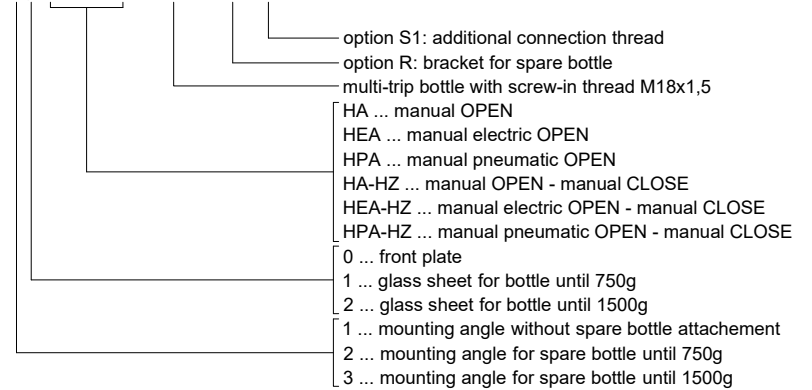 option S1: additional connection thread
option R: bracket for spare bottle
multi-trip bottle with screw-in thread M18x1,5
HA ... manual OPEN
HEA ... manual electric OPEN
HPA ... manual pneumatic OPEN
HA-HZ ... manual OPEN - manual CLOSE
HEA-HZ ... manual electric OPEN - manual CLOSE
HPA-HZ ... manual pneumatic OPEN - manual CLOSE
0 ... front plate
1 ... glass sheet for bottle until 750g
2 ... glass sheet for bottle until 1500g
1 ... mounting angle without spare bottle attachement
2 ... mounting angle for spare bottle until 750g
3 ... mounting angle for spare bottle until 1500g